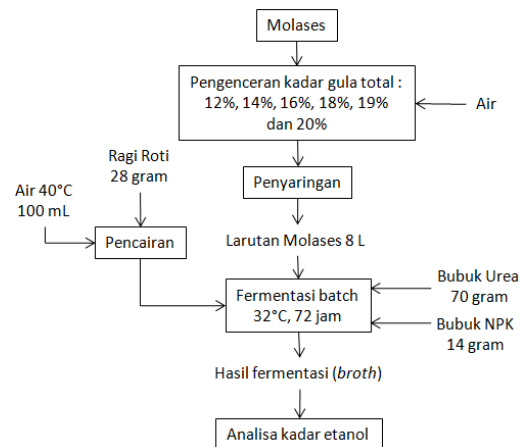 Molases
Pengenceran kadar gula total :
12%, 14%, 16%, 18%, 19%
dan 20%
Air
Ragi Roti
28 gram
Air 40°C
100 mL
Penyaringan
Pencairan
Larutan Molases 8 L
Bubuk Urea
70 gram
Fermentasi batch
32°C, 72 jam
Bubuk NPK
14 gram
Hasil fermentasi (broth)
Analisa kadar etanol